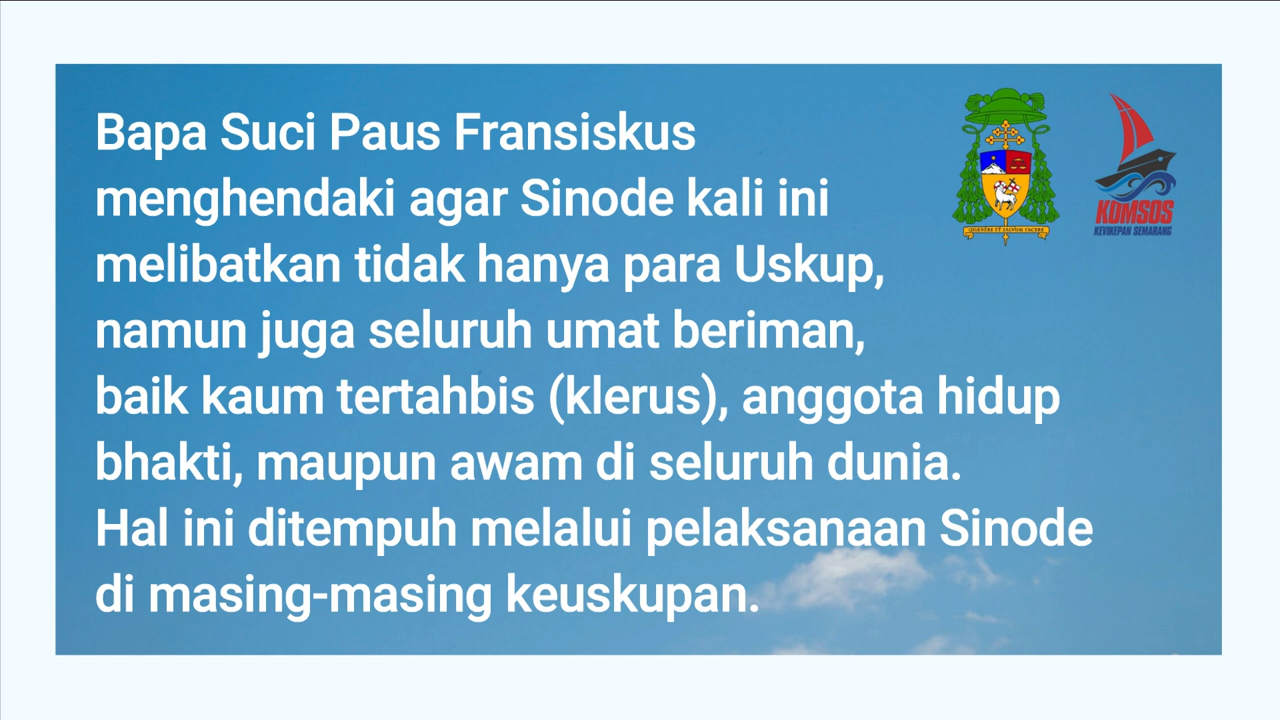 Bapa Suci Paus Fransiskus
menghendaki agar Sinode kali ini
melibatkan tidak hanya para Uskup,
namun juga seluruh umat beriman,
baik kaum tertahbis (klerus), anggota hidup
bhakti, maupun awam di seluruh dunia.
Hal ini ditempuh melalui pelaksanaan Sinode
di masing-masing keuskupan.
KOMSOS
KEVIKEPAN SEMARANG